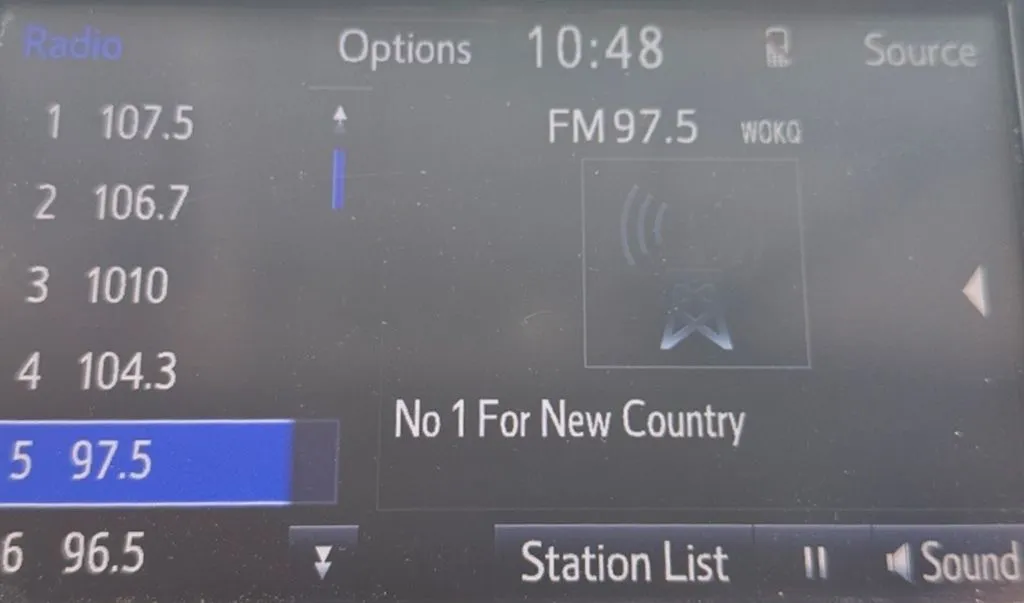 Radio Options 10:48 Source
1 107.5
FM 97.5 WOKQ
2 106.7
3 1010
4 104.3
No 1 For New Country
5 97.5
6 96.5
Station List Sound